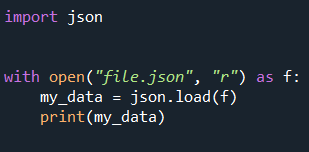 import json
with open("file.json", "r") as f:
    my_data = json.load(f)
    print(my_data)